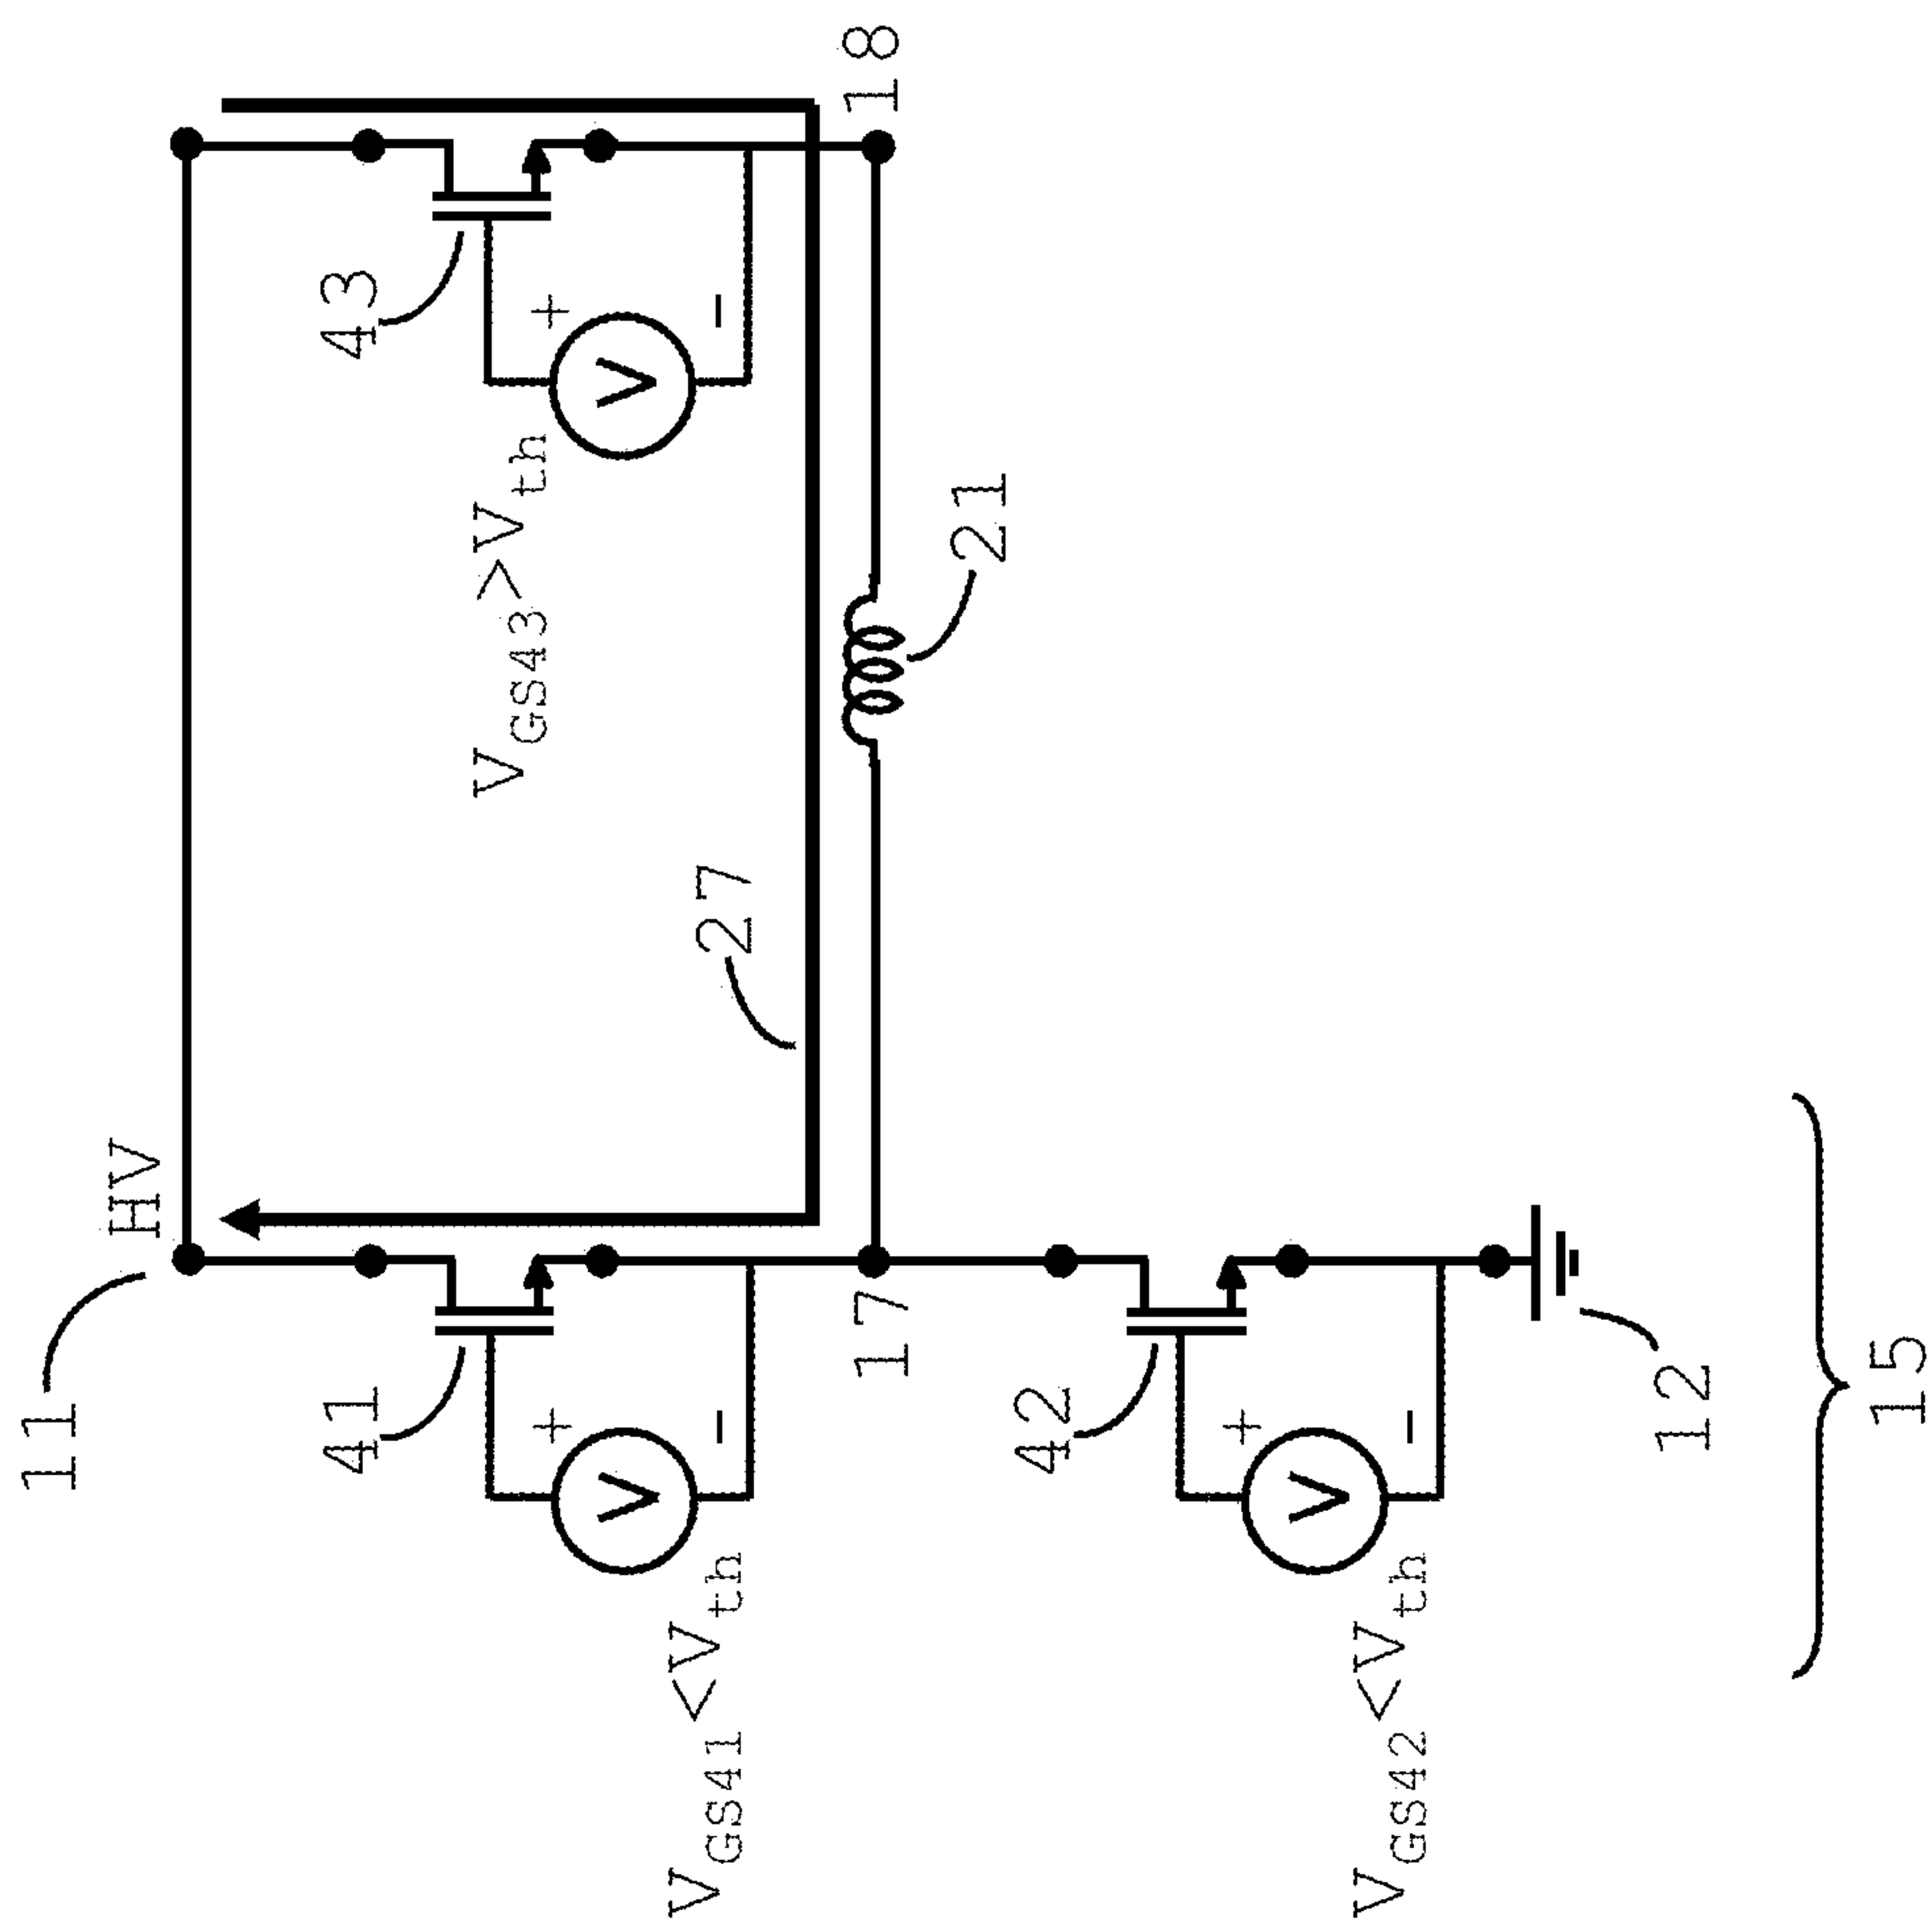 11
HV
41
+
V
-
V_GS41<V_th
17
42
+
V
-
V_GS42<V_th
12
15
27
43
+
V
-
V_GS43>V_th
21
18